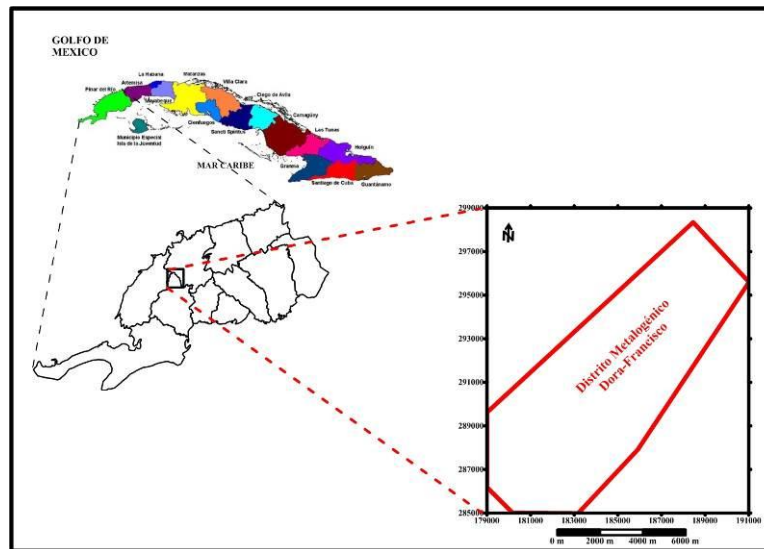 GOLFO DE
MEXICO
La Habana
Matanzas
Artemisa
Villa Clara
Pinar del Río
Ciego de Avila
Mayabeque
Camagüey
Cienfuegos
Sancti Spiritus
Las Tunas
Municipio Especial
Isla de la Juventud
Holguín
MAR CARIBE
Granma
Santiago de Cuba
Guantánamo
299000
297000
295000
293000
291000
289000
287000
285000
N
Distrito Metalogénico
Dora-Francisco
179000 181000 183000 185000 187000 189000 191000
0 m 2000 m 4000 m 6000 m